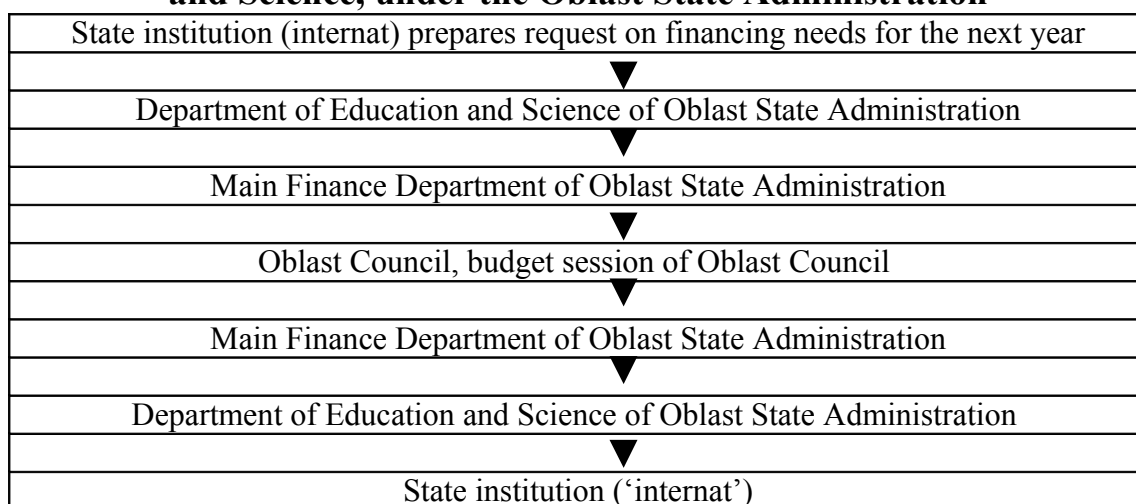 and Science, under the Oblast State Administration
State institution (internat) prepares request on financing needs for the next year
Department of Education and Science of Oblast State Administration
Main Finance Department of Oblast State Administration
Oblast Council, budget session of Oblast Council
Main Finance Department of Oblast State Administration
Department of Education and Science of Oblast State Administration
State institution (‘internat’)